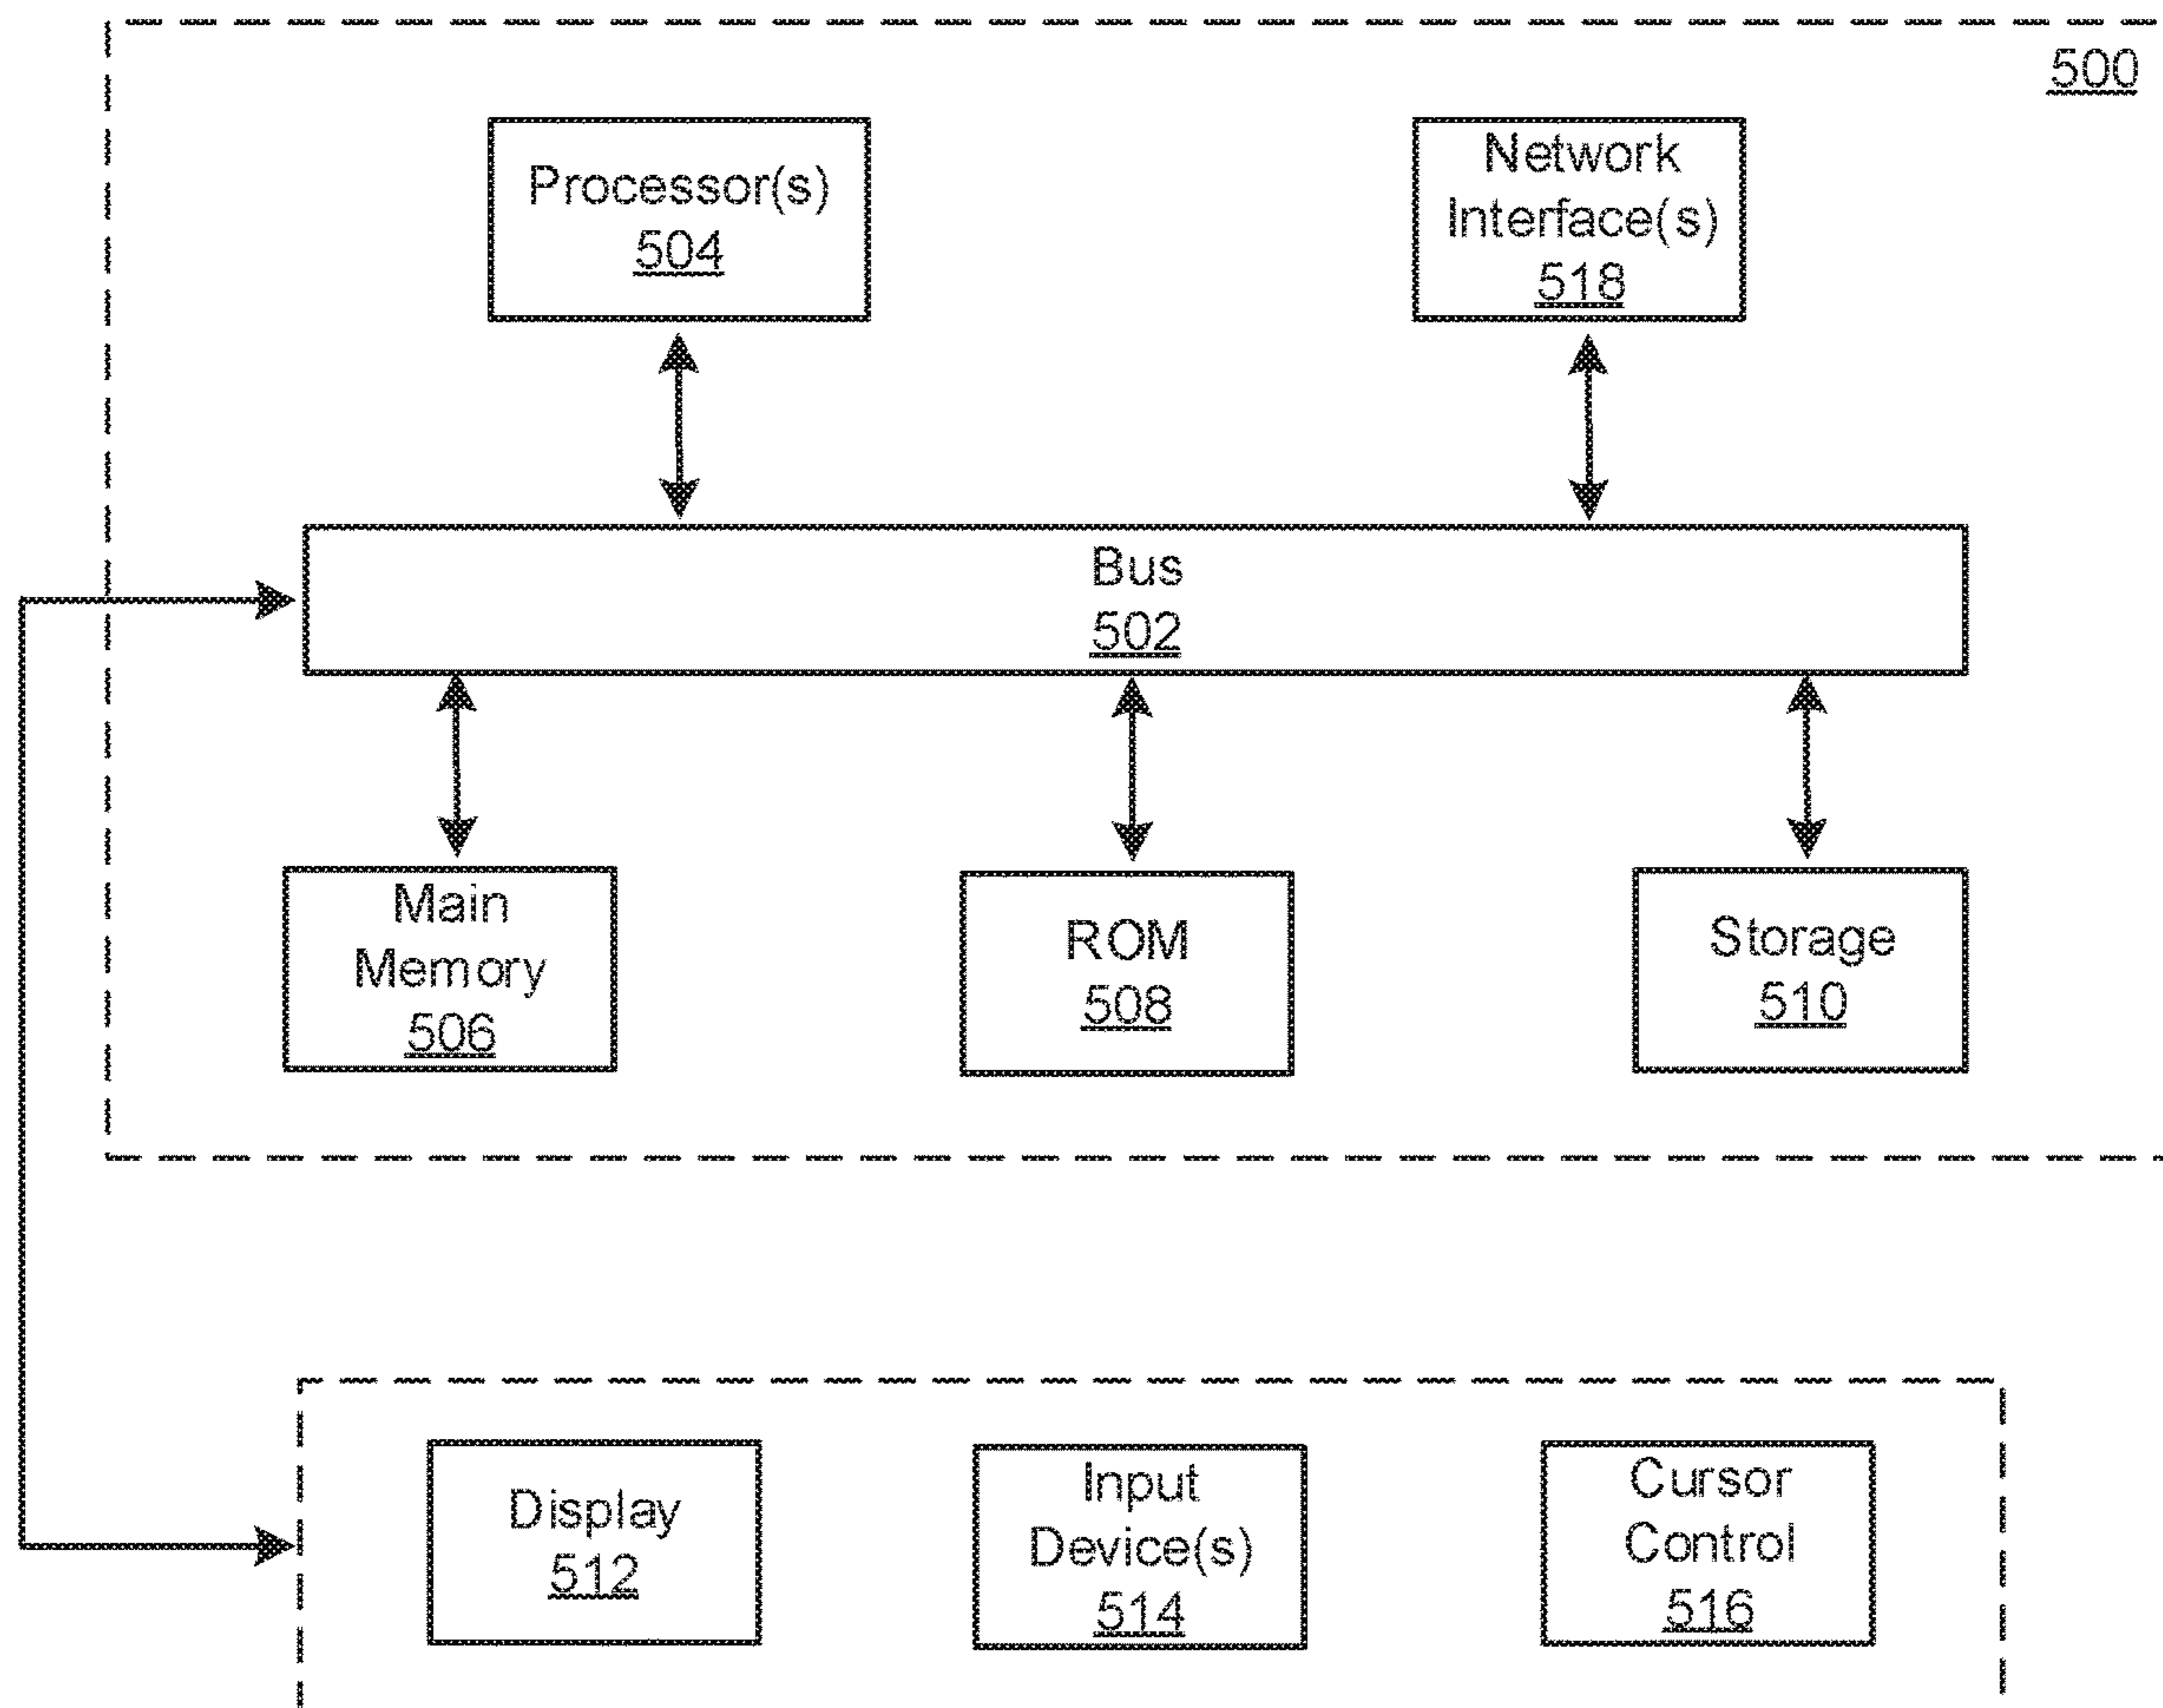 500
Processor(s)
504
Network
Interface(s)
518
Bus
502
Main
Memory
506
ROM
508
Storage
510
Display
512
Input
Device(s)
514
Cursor
Control
516